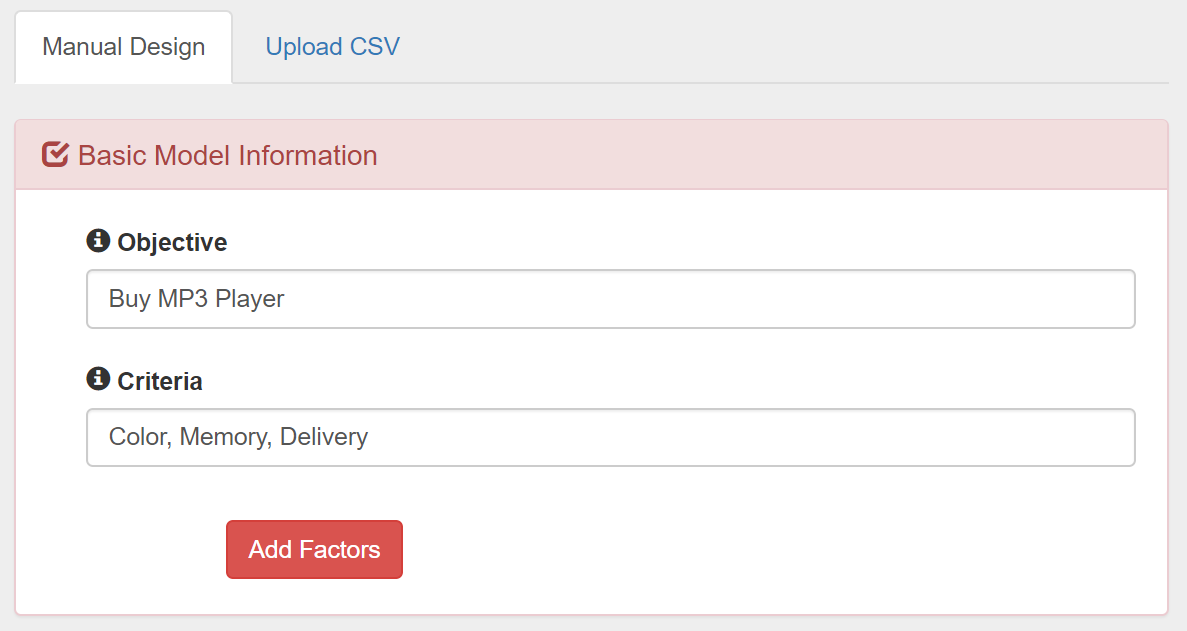 Manual Design
Upload CSV
Basic Model Information
Objective
Buy MP3 Player
Criteria
Color, Memory, Delivery
Add Factors